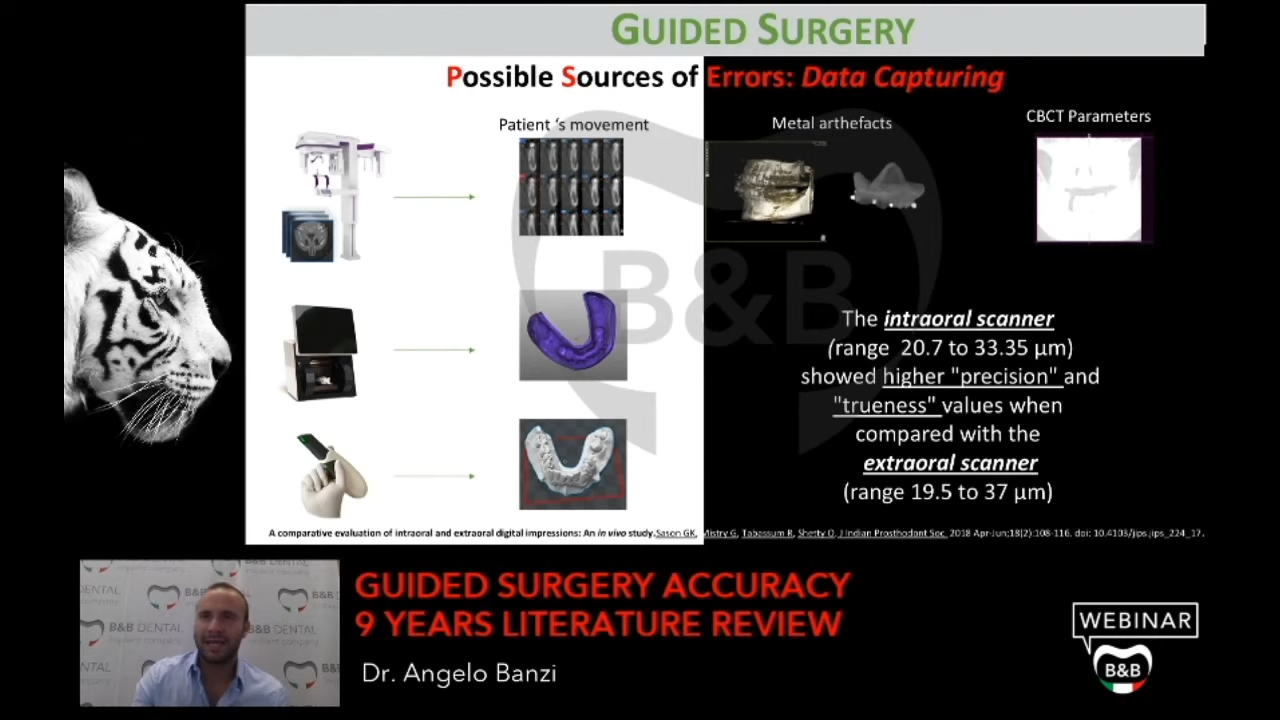 GUIDED SURGERY
Possible Sources of Errors: Data Capturing
Patient 's movement
Metal arthefacts
CBCT Parameters
B&B
The intraoral scanner
(range 20.7 to 33.35 µm)
showed higher "precision" and
"trueness" values when
compared with the
extraoral scanner
(range 19.5 to 37 µm)
A comparative evaluation of intraoral and extraoral digital impressions: An in vivo study. Sason GK, Mistry G, Tabassum R, Shetty O. J Indian Prosthodont Soc. 2018 Apr-Jun;18(2):108-116. doi: 10.4103/jips.jips_224_17.
GUIDED SURGERY ACCURACY
9 YEARS LITERATURE REVIEW
Dr. Angelo Banzi
B&B DENTAL
implant company
WEBINAR
B&B